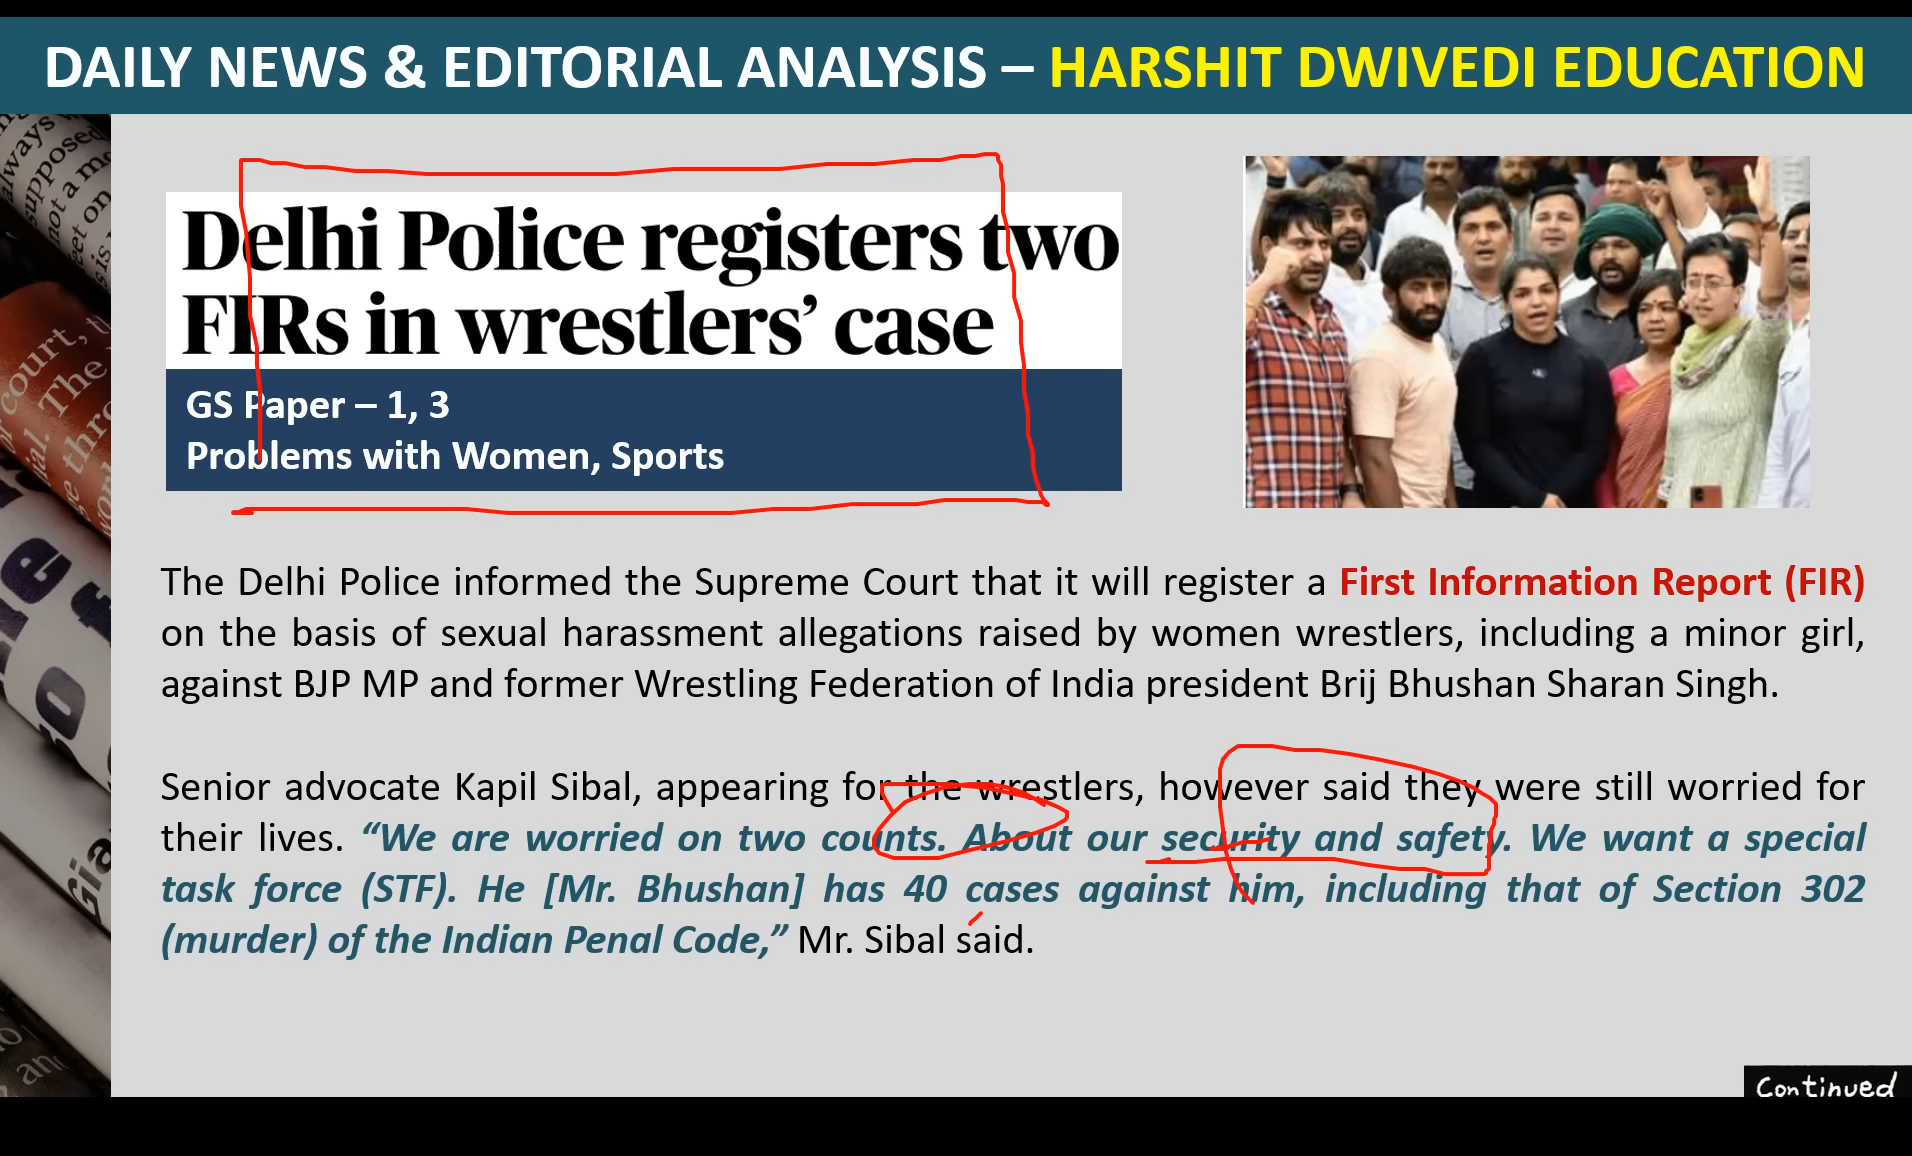 DAILY NEWS & EDITORIAL ANALYSIS – HARSHIT DWIVEDI EDUCATION
Delhi Police registers two
FIRs in wrestlers’ case
GS Paper – 1, 3
Problems with Women, Sports
The Delhi Police informed the Supreme Court that it will register a First Information Report (FIR)
on the basis of sexual harassment allegations raised by women wrestlers, including a minor girl,
against BJP MP and former Wrestling Federation of India president Brij Bhushan Sharan Singh.
Senior advocate Kapil Sibal, appearing for the wrestlers, however said they were still worried for
their lives. “We are worried on two counts. About our security and safety. We want a special
task force (STF). He [Mr. Bhushan] has 40 cases against him, including that of Section 302
(murder) of the Indian Penal Code,” Mr. Sibal said.
Continued